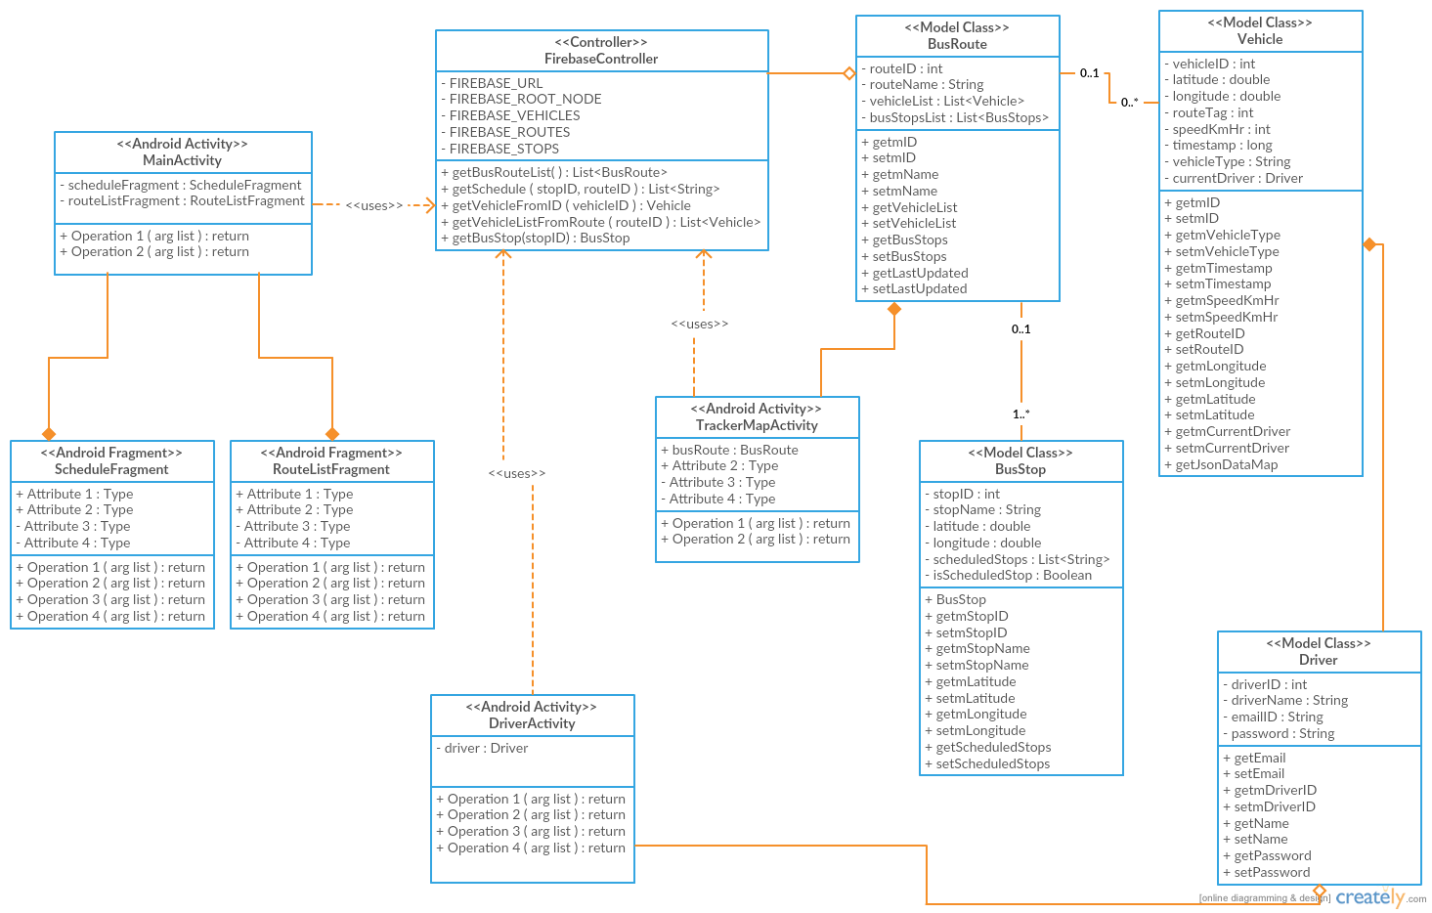 <<Android Activity>>
MainActivity
- scheduleFragment : ScheduleFragment
- routeListFragment : RouteListFragment
+ Operation 1 ( arg list ) : return
+ Operation 2 ( arg list ) : return
<<uses>>
<<Controller>>
FirebaseController
- FIREBASE_URL
- FIREBASE_ROOT_NODE
- FIREBASE_VEHICLES
- FIREBASE_ROUTES
- FIREBASE_STOPS
+ getBusRouteList( ) : List<BusRoute>
+ getSchedule ( stopID, routeID ) : List<String>
+ getVehicleFromID ( vehicleID ) : Vehicle
+ getVehicleListFromRoute ( routeID ) : List<Vehicle>
+ getBusStop(stopID) : BusStop
<<Model Class>>
BusRoute
- routeID : int
- routeName : String
- vehicleList : List<Vehicle>
- busStopsList : List<BusStops>
+ getmID
+ setmID
+ getmName
+ setmName
+ getVehicleList
+ setVehicleList
+ getBusStops
+ setBusStops
+ getLastUpdated
+ setLastUpdated
0..1
0..*
<<Model Class>>
Vehicle
- vehicleID : int
- latitude : double
- longitude : double
- routeTag : int
- speedKmHr : int
- timestamp : long
- vehicleType : String
- currentDriver : Driver
+ getmID
+ setmID
+ getmVehicleType
+ setmVehicleType
+ getmTimestamp
+ setmTimestamp
+ getmSpeedKmHr
+ setmSpeedKmHr
+ getRouteID
+ setRouteID
+ getmLongitude
+ setmLongitude
+ getmLatitude
+ setmLatitude
+ getmCurrentDriver
+ setmCurrentDriver
+ getJsonDataMap
<<uses>>
0..1
1..*
<<Android Fragment>>
ScheduleFragment
+ Attribute 1 : Type
+ Attribute 2 : Type
- Attribute 3 : Type
- Attribute 4 : Type
+ Operation 1 ( arg list ) : return
+ Operation 2 ( arg list ) : return
+ Operation 3 ( arg list ) : return
+ Operation 4 ( arg list ) : return
<<Android Fragment>>
RouteListFragment
+ Attribute 1 : Type
+ Attribute 2 : Type
- Attribute 3 : Type
- Attribute 4 : Type
+ Operation 1 ( arg list ) : return
+ Operation 2 ( arg list ) : return
+ Operation 3 ( arg list ) : return
+ Operation 4 ( arg list ) : return
<<uses>>
<<Android Activity>>
TrackerMapActivity
+ busRoute : BusRoute
+ Attribute 2 : Type
- Attribute 3 : Type
- Attribute 4 : Type
+ Operation 1 ( arg list ) : return
+ Operation 2 ( arg list ) : return
<<Model Class>>
BusStop
- stopID : int
- stopName : String
- latitude : double
- longitude : double
- scheduledStops : List<String>
- isScheduledStop : Boolean
+ BusStop
+ getmStopID
+ setmStopID
+ getmStopName
+ setmStopName
+ getmLatitude
+ setmLatitude
+ getmLongitude
+ setmLongitude
+ getScheduledStops
+ setScheduledStops
<<Android Activity>>
DriverActivity
- driver : Driver
+ Operation 1 ( arg list ) : return
+ Operation 2 ( arg list ) : return
+ Operation 3 ( arg list ) : return
+ Operation 4 ( arg list ) : return
<<Model Class>>
Driver
- driverID : int
- driverName : String
- emailID : String
- password : String
+ getEmail
+ setEmail
+ getmDriverID
+ setmDriverID
+ getName
+ setName
+ getPassword
+ setPassword
[online diagramming & design] creately.com